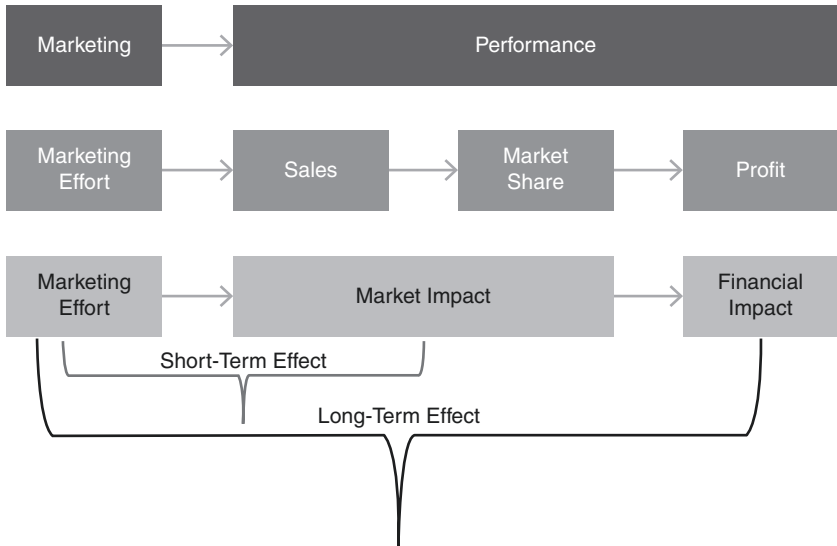 Marketing
Performance
Marketing
Effort
Sales
Market
Share
Profit
Marketing
Effort
Market Impact
Financial
Impact
Short-Term Effect
Long-Term Effect